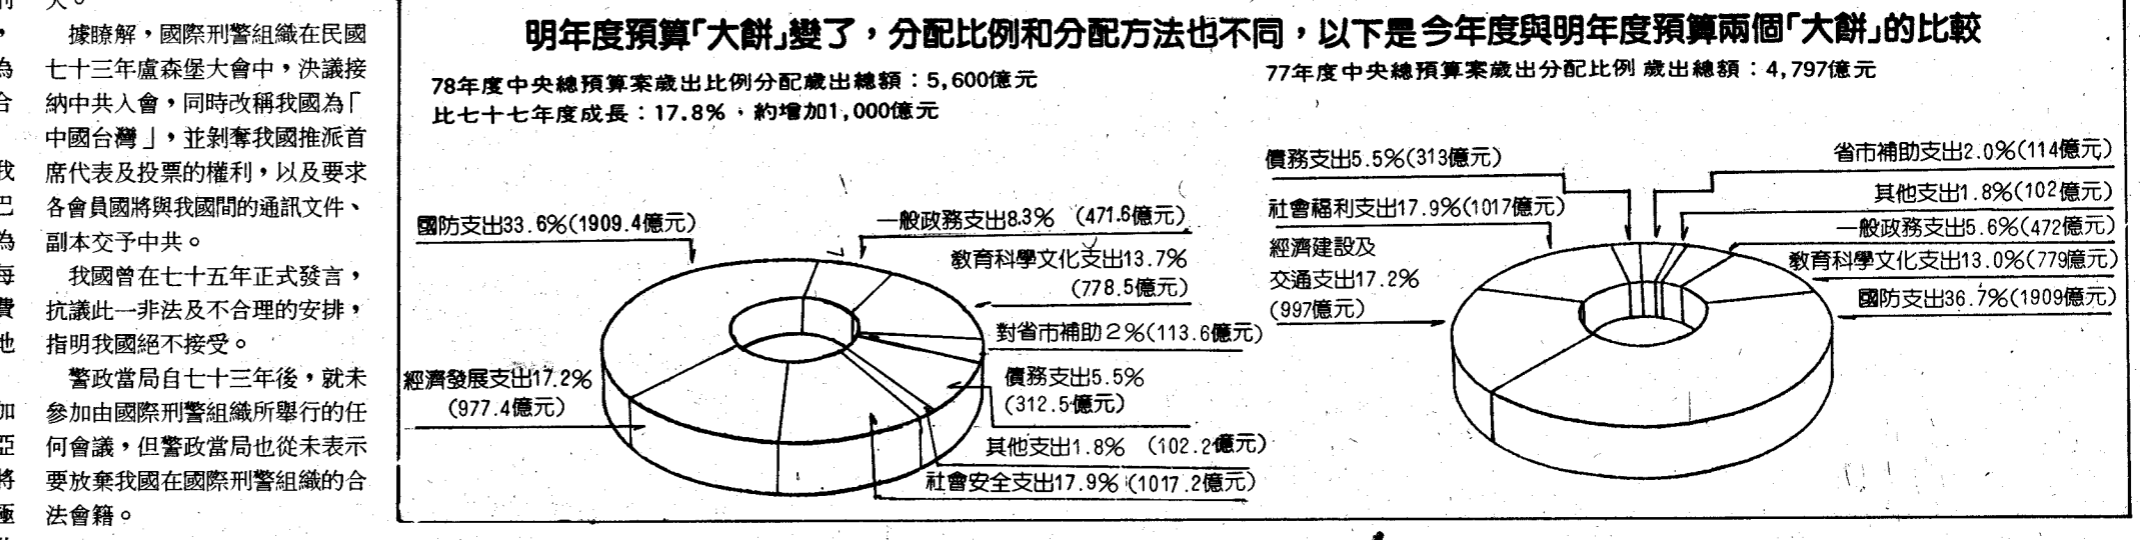 明年度預算「大餅」變了，分配比例和分配方法也不同，以下是今年度與明年度預算兩個「大餅」的比較
78年度中央總預算案歲出比例分配歲出總額：5,600億元
比七十七年度成長：17.8%，約增加1,000億元
國防支出33.6%(1909.4億元)
一般政務支出8.3% (471.6億元)
教育科學文化支出13.7%
(778.5億元)
對省市補助2%(113.6億元)
債務支出5.5%
(312.5億元)
其他支出1.8% (102.2億元)
社會安全支出17.9% (1017.2億元)
經濟發展支出17.2%
(977.4億元)
77年度中央總預算案歲出分配比例 歲出總額：4,797億元
債務支出5.5%(313億元)
社會福利支出17.9%(1017億元)
經濟建設及
交通支出17.2%
(997億元)
省市補助支出2.0%(114億元)
其他支出1.8%(102億元)
一般政務支出5.6%(472億元)
教育科學文化支出13.0%(779億元)
國防支出36.7%(1909億元)
據瞭解，國際刑警組織在民國
七十三年盧森堡大會中，決議接
納中共入會，同時改稱我國為「
中國台灣」，並剝奪我國推派首
席代表及投票的權利，以及要求
各會員國將與我國間的通訊文件、
副本交予中共。
我國曾在七十五年正式發言，
抗議此一非法及不合理的安排，
指明我國絕不接受。
警政當局自七十三年後，就未
參加由國際刑警組織所舉行的任
何會議，但警政當局也從未表示
要放棄我國在國際刑警組織的合
法會籍。